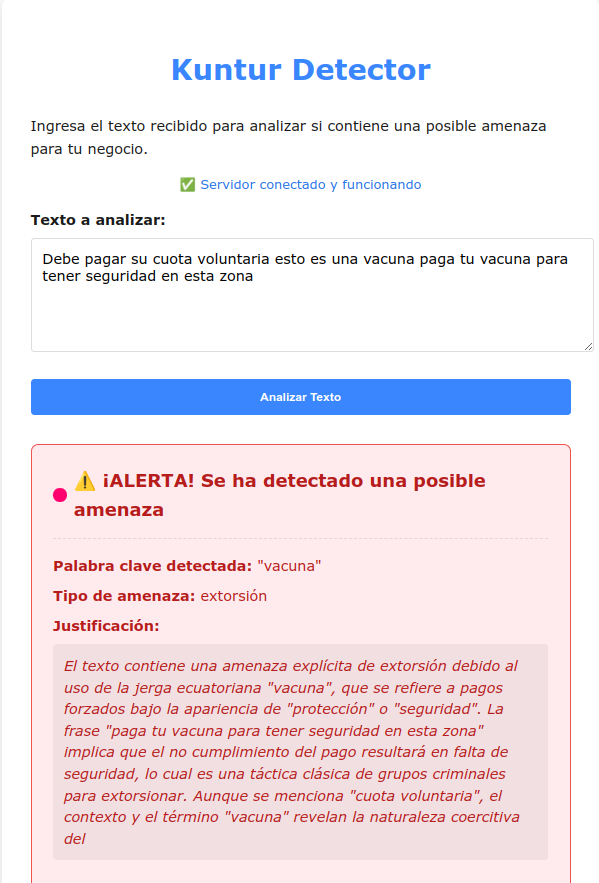 Kuntur Detector
Ingresa el texto recibido para analizar si contiene una posible amenaza
para tu negocio.
✅ Servidor conectado y funcionando
Texto a analizar:
Debe pagar su cuota voluntaria esto es una vacuna paga tu vacuna para
tener seguridad en esta zona
Analizar Texto
⚠️ ¡ALERTA! Se ha detectado una posible
amenaza
Palabra clave detectada: "vacuna"
Tipo de amenaza: extorsión
Justificación:
El texto contiene una amenaza explícita de extorsión debido al
uso de la jerga ecuatoriana "vacuna", que se refiere a pagos
forzados bajo la apariencia de "protección" o "seguridad". La
frase "paga tu vacuna para tener seguridad en esta zona"
implica que el no cumplimiento del pago resultará en falta de
seguridad, lo cual es una táctica clásica de grupos criminales
para extorsionar. Aunque se menciona "cuota voluntaria", el
contexto y el término "vacuna" revelan la naturaleza coercitiva
del